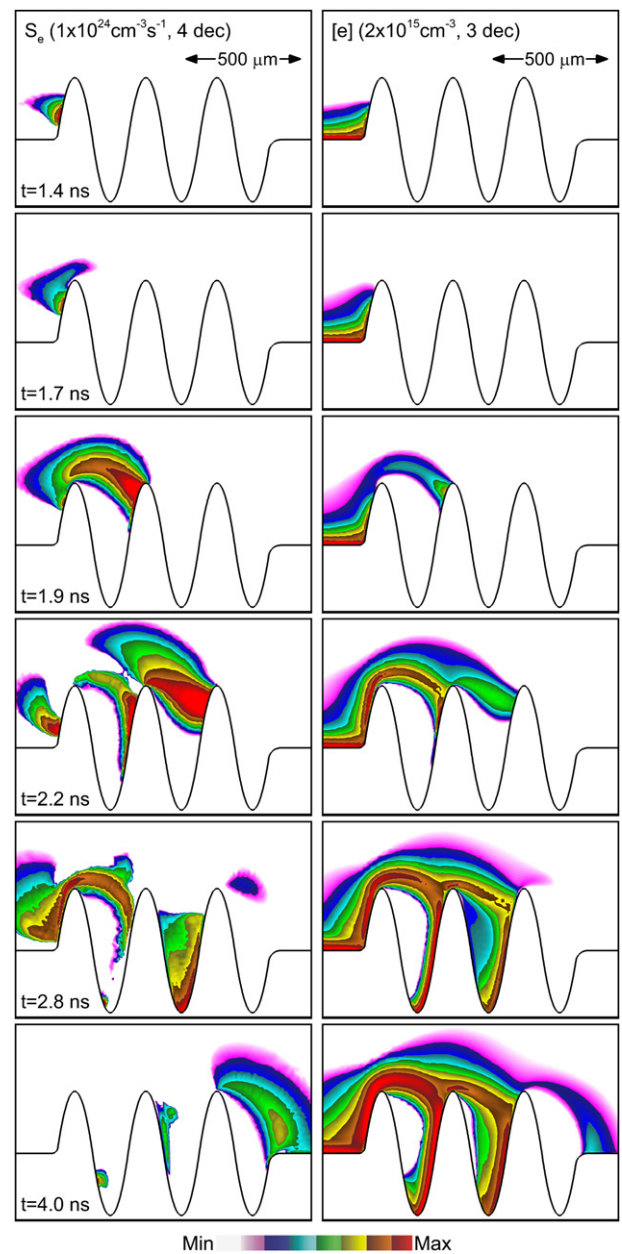 Sₑ (1x10²⁴cm⁻³s⁻¹, 4 dec)
500 µm
t=1.4 ns
[e] (2x10¹⁵cm⁻³, 3 dec)
500 µm
t=1.7 ns
t=1.9 ns
t=2.2 ns
t=2.8 ns
t=4.0 ns
Min Max